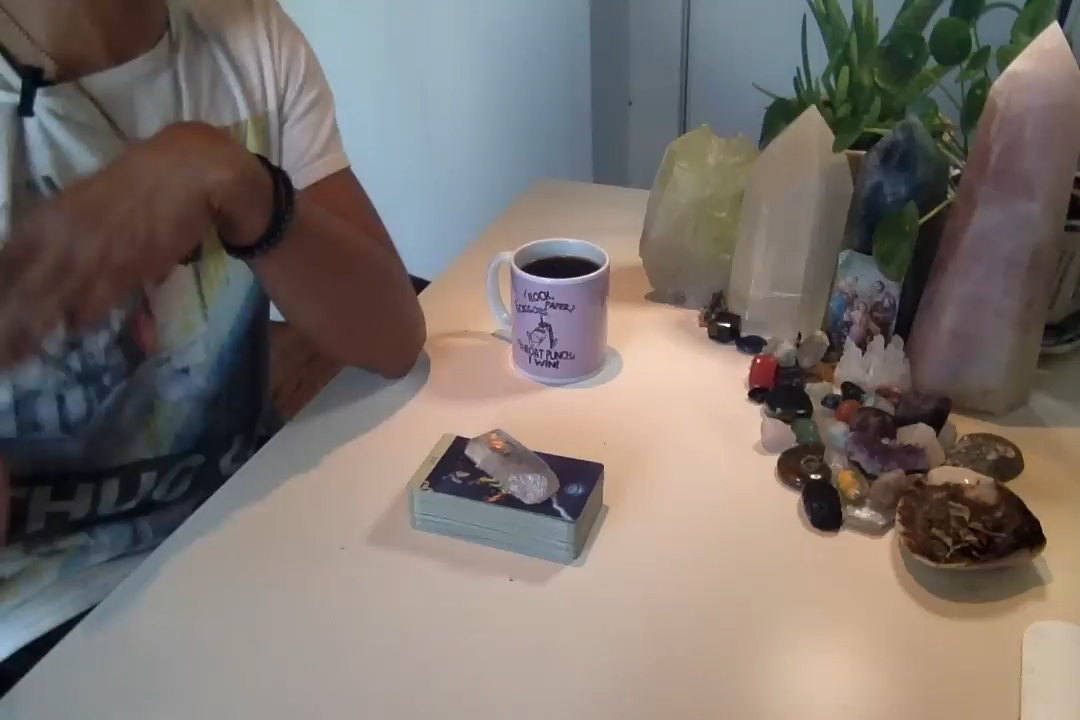 ROCK,
SCISSORS PAPER,
THROAT PUNCH,
I WIN!
THUG